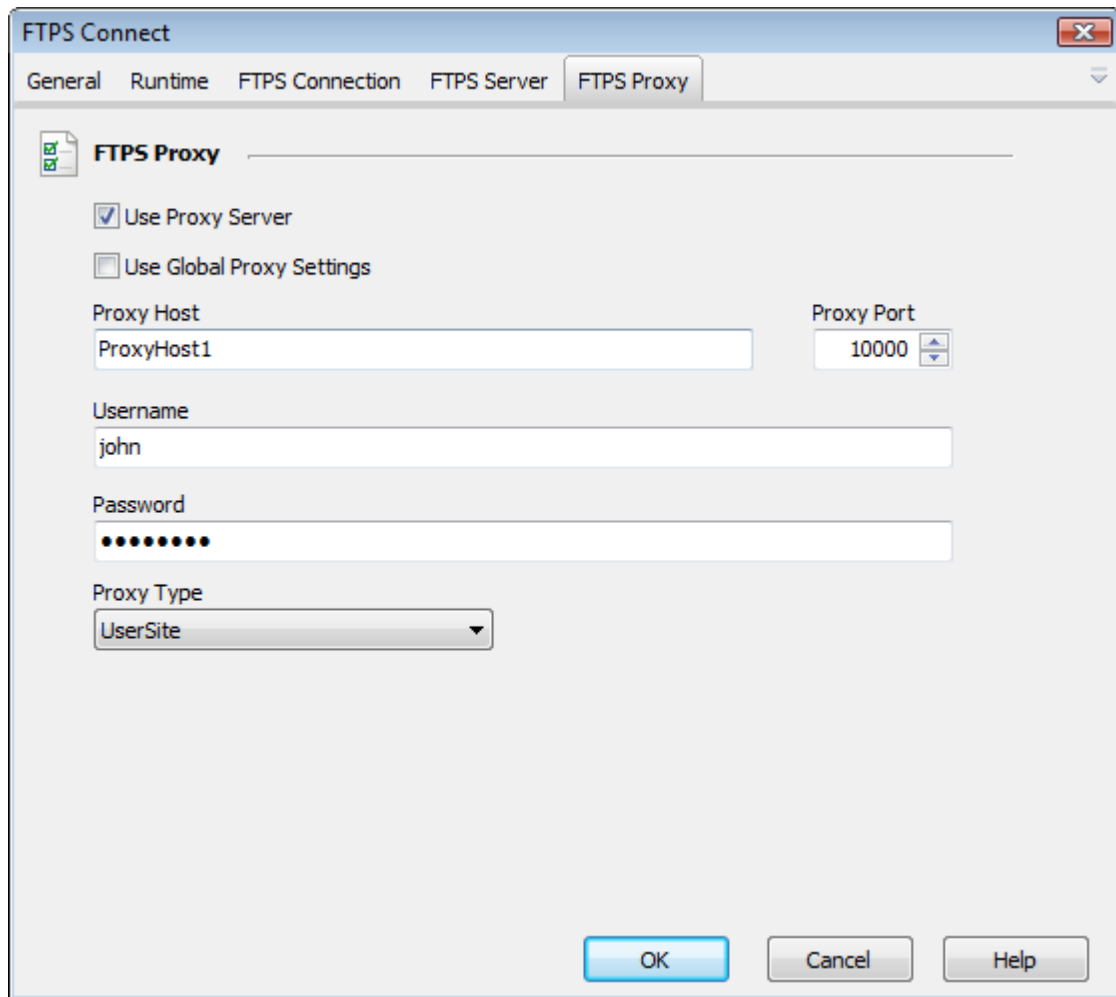 FTPS Connect
General Runtime FTPS Connection FTPS Server FTPS Proxy
FTPS Proxy
Use Proxy Server
Use Global Proxy Settings
Proxy Host Proxy Port
ProxyHost1 10000
Username
john
Password
••••••••
Proxy Type
UserSite
OK Cancel Help